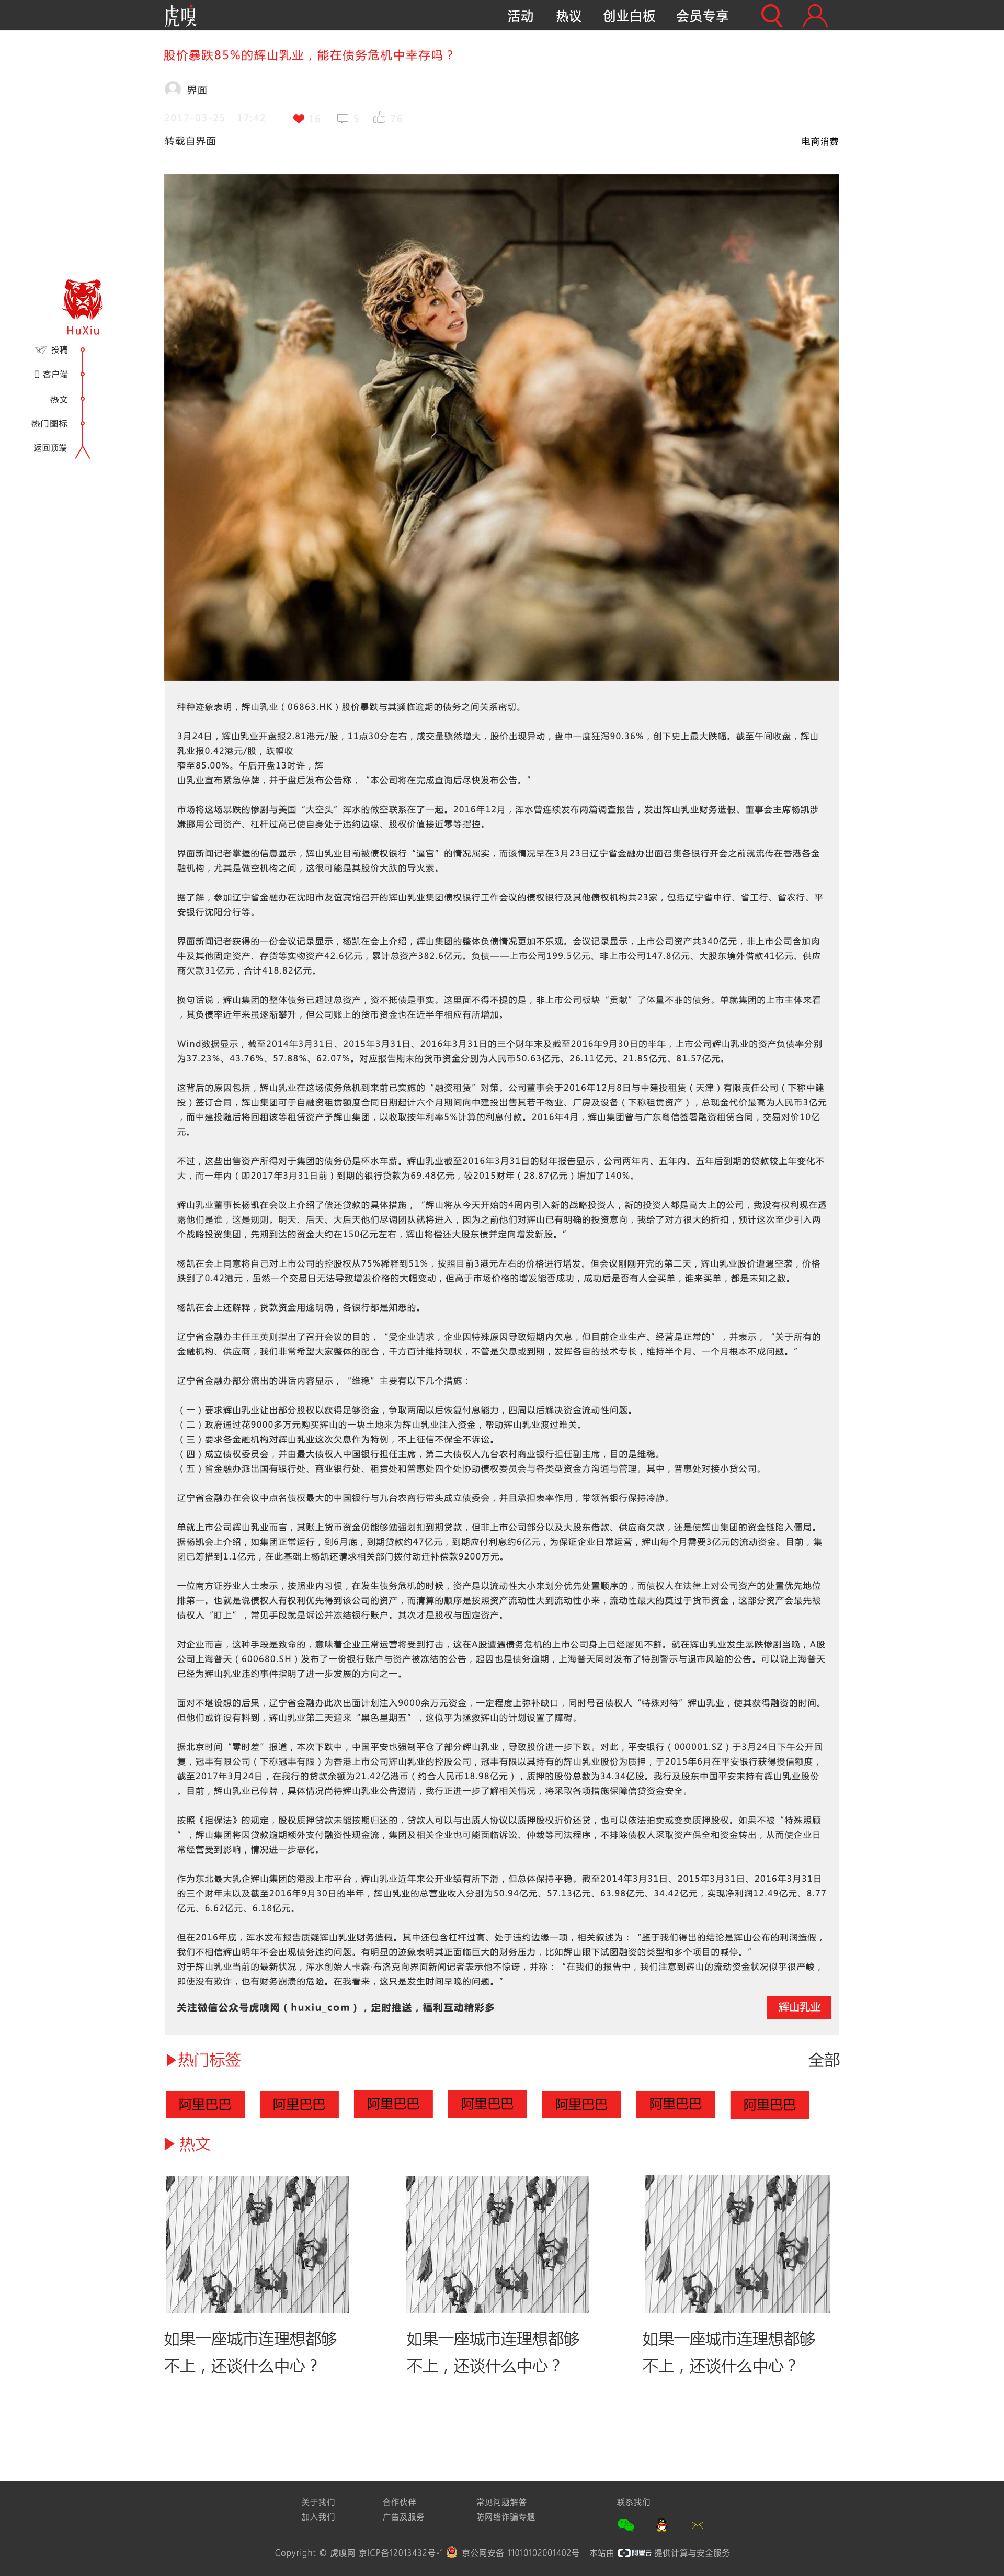 虎嗅
活动 热议 创业白板 会员专享
股价暴跌85%的辉山乳业，能在债务危机中幸存吗？
界面
2017-03-25 17:42 16 5 76
转载自界面 电商消费
HuXiu
投稿
客户端
热文
热门图标
返回顶端
种种迹象表明，辉山乳业（06863.HK）股价暴跌与其濒临逾期的债务之间关系密切。
3月24日，辉山乳业开盘报2.81港元/股，11点30分左右，成交量骤然增大，股价出现异动，盘中一度狂泻90.36%，创下史上最大跌幅。截至午间收盘，辉山
乳业报0.42港元/股，跌幅收
窄至85.00%。午后开盘13时许，辉
山乳业宣布紧急停牌，并于盘后发布公告称，“本公司将在完成查询后尽快发布公告。”
市场将这场暴跌的惨剧与美国“大空头”浑水的做空联系在了一起。2016年12月，浑水曾连续发布两篇调查报告，发出辉山乳业财务造假、董事会主席杨凯涉
嫌挪用公司资产、杠杆过高已使自身处于违约边缘、股权价值接近零等指控。
界面新闻记者掌握的信息显示，辉山乳业目前被债权银行“逼宫”的情况属实，而该情况早在3月23日辽宁省金融办出面召集各银行开会之前就流传在香港各金
融机构，尤其是做空机构之间，这很可能是其股价大跌的导火索。
据了解，参加辽宁省金融办在沈阳市友谊宾馆召开的辉山乳业集团债权银行工作会议的债权银行及其他债权机构共23家，包括辽宁省中行、省工行、省农行、平
安银行沈阳分行等。
界面新闻记者获得的一份会议记录显示，杨凯在会上介绍，辉山集团的整体负债情况更加不乐观。会议记录显示，上市公司资产共340亿元，非上市公司含加肉
牛及其他固定资产、存货等实物资产42.6亿元，累计总资产382.6亿元。负债——上市公司199.5亿元、非上市公司147.8亿元、大股东境外借款41亿元、供应
商欠款31亿元，合计418.82亿元。
换句话说，辉山集团的整体债务已超过总资产，资不抵债是事实。这里面不得不提的是，非上市公司板块“贡献”了体量不菲的债务。单就集团的上市主体来看
，其负债率近年来虽逐渐攀升，但公司账上的货币资金也在近半年相应有所增加。
Wind数据显示，截至2014年3月31日、2015年3月31日、2016年3月31日的三个财年末及截至2016年9月30日的半年，上市公司辉山乳业的资产负债率分别
为37.23%、43.76%、57.88%、62.07%。对应报告期末的货币资金分别为人民币50.63亿元、26.11亿元、21.85亿元、81.57亿元。
这背后的原因包括，辉山乳业在这场债务危机到来前已实施的“融资租赁”对策。公司董事会于2016年12月8日与中建投租赁（天津）有限责任公司（下称中建
投）签订合同，辉山集团可于自融资租赁额度合同日期起计六个月期间向中建投出售其若干物业、厂房及设备（下称租赁资产），总现金代价最高为人民币3亿元
，而中建投随后将回租该等租赁资产予辉山集团，以收取按年利率5%计算的利息付款。2016年4月，辉山集团曾与广东粤信签署融资租赁合同，交易对价10亿
元。
不过，这些出售资产所得对于集团的债务仍是杯水车薪。辉山乳业截至2016年3月31日的财年报告显示，公司两年内、五年内、五年后到期的贷款较上年变化不
大，而一年内（即2017年3月31日前）到期的银行贷款为69.48亿元，较2015财年（28.87亿元）增加了140%。
辉山乳业董事长杨凯在会议上介绍了偿还贷款的具体措施，“辉山将从今天开始的4周内引入新的战略投资人，新的投资人都是高大上的公司，我没有权利现在透
露他们是谁，这是规则。明天、后天、大后天他们尽调团队就将进入，因为之前他们对辉山已有明确的投资意向，我给了对方很大的折扣，预计这次至少引入两
个战略投资集团，先期到达的资金大约在150亿元左右，辉山将偿还大股东债并定向增发新股。”
杨凯在会上同意将自己对上市公司的控股权从75%稀释到51%，按照目前3港元左右的价格进行增发。但会议刚刚开完的第二天，辉山乳业股价遭遇空袭，价格
跌到了0.42港元，虽然一个交易日无法导致增发价格的大幅变动，但高于市场价格的增发能否成功，成功后是否有人会买单，谁来买单，都是未知之数。
杨凯在会上还解释，贷款资金用途明确，各银行都是知悉的。
辽宁省金融办主任王英则指出了召开会议的目的，“受企业请求，企业因特殊原因导致短期内欠息，但目前企业生产、经营是正常的”，并表示，“关于所有的
金融机构、供应商，我们非常希望大家整体的配合，千方百计维持现状，不管是欠息或到期，发挥各自的技术专长，维持半个月、一个月根本不成问题。”
辽宁省金融办部分流出的讲话内容显示，“维稳”主要有以下几个措施：
（一）要求辉山乳业让出部分股权以获得足够资金，争取两周以后恢复付息能力，四周以后解决资金流动性问题。
（二）政府通过花9000多万元购买辉山的一块土地来为辉山乳业注入资金，帮助辉山乳业渡过难关。
（三）要求各金融机构对辉山乳业这次欠息作为特例，不上征信不保全不诉讼。
（四）成立债权委员会，并由最大债权人中国银行担任主席，第二大债权人九台农村商业银行担任副主席，目的是维稳。
（五）省金融办派出国有银行处、商业银行处、租赁处和普惠处四个处协助债权委员会与各类型资金方沟通与管理。其中，普惠处对接小贷公司。
辽宁省金融办在会议中点名债权最大的中国银行与九台农商行带头成立债委会，并且承担表率作用，带领各银行保持冷静。
单就上市公司辉山乳业而言，其账上货币资金仍能够勉强划扣到期贷款，但非上市公司部分以及大股东借款、供应商欠款，还是使辉山集团的资金链陷入僵局。
据杨凯会上介绍，如集团正常运行，到6月底，到期贷款约47亿元，到期应付利息约6亿元，为保证企业日常运营，辉山每个月需要3亿元的流动资金。目前，集
团已筹措到1.1亿元，在此基础上杨凯还请求相关部门拨付动迁补偿款9200万元。
一位南方证券业人士表示，按照业内习惯，在发生债务危机的时候，资产是以流动性大小来划分优先处置顺序的，而债权人在法律上对公司资产的处置优先地位
排第一。也就是说债权人有权利优先得到该公司的资产，而清算的顺序是按照资产流动性大到流动性小来，流动性最大的莫过于货币资金，这部分资产会最先被
债权人“盯上”，常见手段就是诉讼并冻结银行账户。其次才是股权与固定资产。
对企业而言，这种手段是致命的，意味着企业正常运营将受到打击，这在A股遭遇债务危机的上市公司身上已经屡见不鲜。就在辉山乳业发生暴跌惨剧当晚，A股
公司上海普天（600680.SH）发布了一份银行账户与资产被冻结的公告，起因也是债务逾期，上海普天同时发布了特别警示与退市风险的公告。可以说上海普天
已经为辉山乳业违约事件指明了进一步发展的方向之一。
面对不堪设想的后果，辽宁省金融办此次出面计划注入9000余万元资金，一定程度上弥补缺口，同时号召债权人“特殊对待”辉山乳业，使其获得融资的时间。
但他们或许没有料到，辉山乳业第二天迎来“黑色星期五”，这似乎为拯救辉山的计划设置了障碍。
据北京时间“零时差”报道，本次下跌中，中国平安也强制平仓了部分辉山乳业，导致股价进一步下跌。对此，平安银行（000001.SZ）于3月24日下午公开回
复，冠丰有限公司（下称冠丰有限）为香港上市公司辉山乳业的控股公司，冠丰有限以其持有的辉山乳业股份为质押，于2015年6月在平安银行获得授信额度，
截至2017年3月24日，在我行的贷款余额为21.42亿港币（约合人民币18.98亿元），质押的股份总数为34.34亿股。我行及股东中国平安未持有辉山乳业股份
。目前，辉山乳业已停牌，具体情况尚待辉山乳业公告澄清，我行正进一步了解相关情况，将采取各项措施保障信贷资金安全。
按照《担保法》的规定，股权质押贷款未能按期归还的，贷款人可以与出质人协议以质押股权折价还贷，也可以依法拍卖或变卖质押股权。如果不被“特殊照顾
”，辉山集团将因贷款逾期额外支付融资性现金流，集团及相关企业也可能面临诉讼、仲裁等司法程序，不排除债权人采取资产保全和资金转出，从而使企业日
常经营受到影响，情况进一步恶化。
作为东北最大乳企辉山集团的港股上市平台，辉山乳业近年来公开业绩有所下滑，但总体保持平稳。截至2014年3月31日、2015年3月31日、2016年3月31日
的三个财年末以及截至2016年9月30日的半年，辉山乳业的总营业收入分别为50.94亿元、57.13亿元、63.98亿元、34.42亿元，实现净利润12.49亿元、8.77
亿元、6.62亿元、6.18亿元。
但在2016年底，浑水发布报告质疑辉山乳业财务造假。其中还包含杠杆过高、处于违约边缘一项，相关叙述为：“鉴于我们得出的结论是辉山公布的利润造假，
我们不相信辉山明年不会出现债务违约问题。有明显的迹象表明其正面临巨大的财务压力，比如辉山眼下试图融资的类型和多个项目的喊停。”
对于辉山乳业当前的最新状况，浑水创始人卡森·布洛克向界面新闻记者表示他不惊讶，并称：“在我们的报告中，我们注意到辉山的流动资金状况似乎很严峻，
即使没有欺诈，也有财务崩溃的危险。在我看来，这只是发生时间早晚的问题。”
关注微信公众号虎嗅网（huxiu_com），定时推送，福利互动精彩多 辉山乳业
热门标签 全部
阿里巴巴 阿里巴巴 阿里巴巴 阿里巴巴 阿里巴巴 阿里巴巴 阿里巴巴
热文
如果一座城市连理想都够
不上，还谈什么中心？
如果一座城市连理想都够
不上，还谈什么中心？
如果一座城市连理想都够
不上，还谈什么中心？
关于我们 合作伙伴 常见问题解答 联系我们
加入我们 广告及服务 防网络诈骗专题
Copyright © 虎嗅网 京ICP备12013432号-1 京公网安备 11010102001402号 本站由 阿里云 提供计算与安全服务